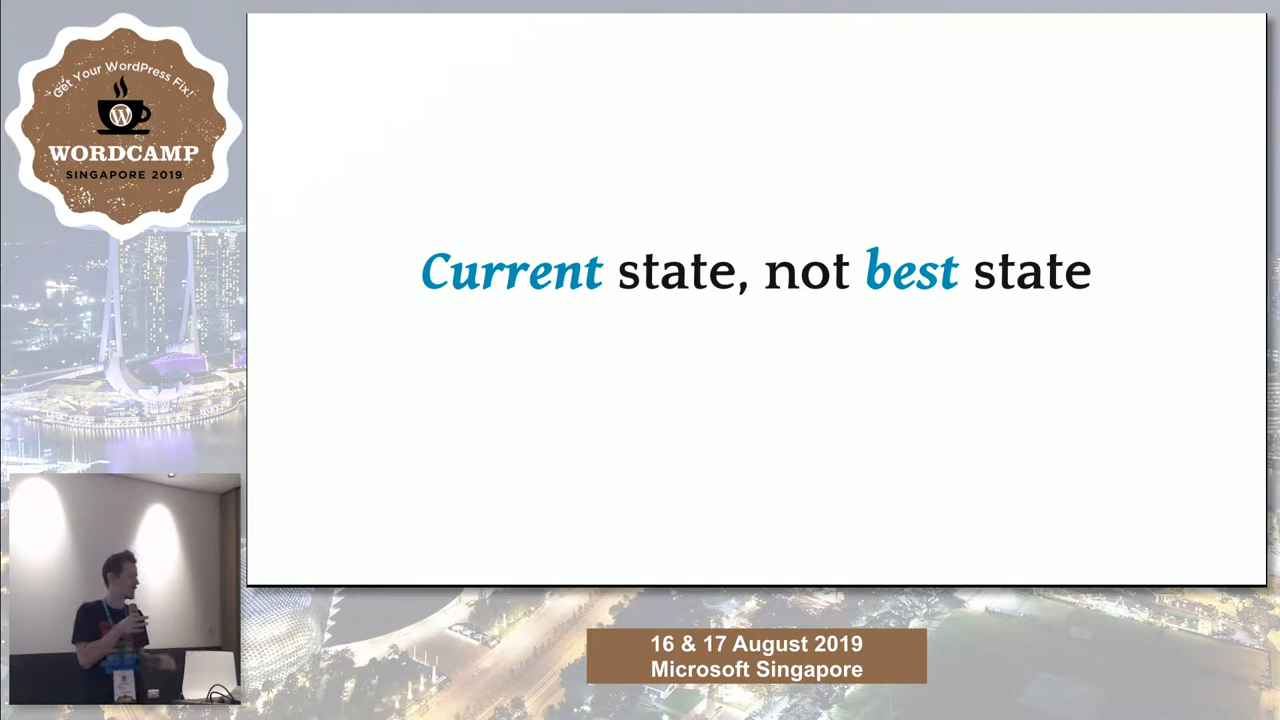 Get Your WordPress Fix!
WORDCAMP
SINGAPORE 2019
Current state, not best state
16 & 17 August 2019
Microsoft Singapore